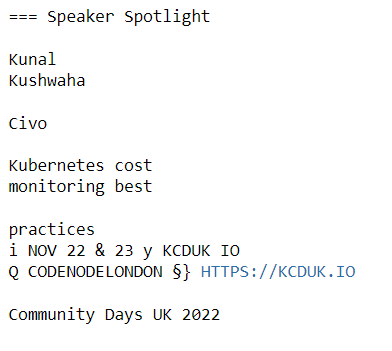 === Speaker Spotlight
Kunal
Kushwaha
Civo
Kubernetes cost
monitoring best
practices
i NOV 22 & 23 y KCDUK IO
Q CODENODELONDON §} HTTPS://KCDUK.IO
Community Days UK 2022